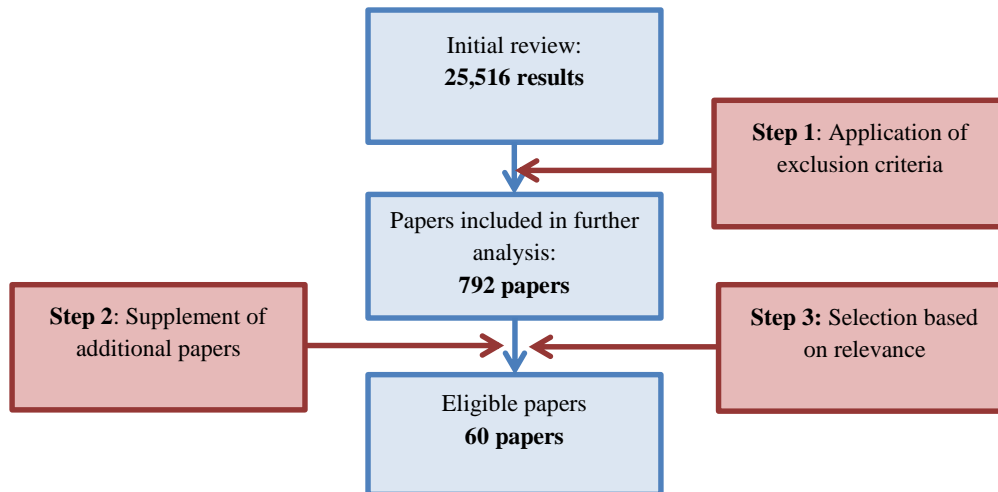 Initial review:
25,516 results
Step 1: Application of
exclusion criteria
Papers included in further
analysis:
792 papers
Step 2: Supplement of
additional papers
Step 3: Selection based
on relevance
Eligible papers
60 papers